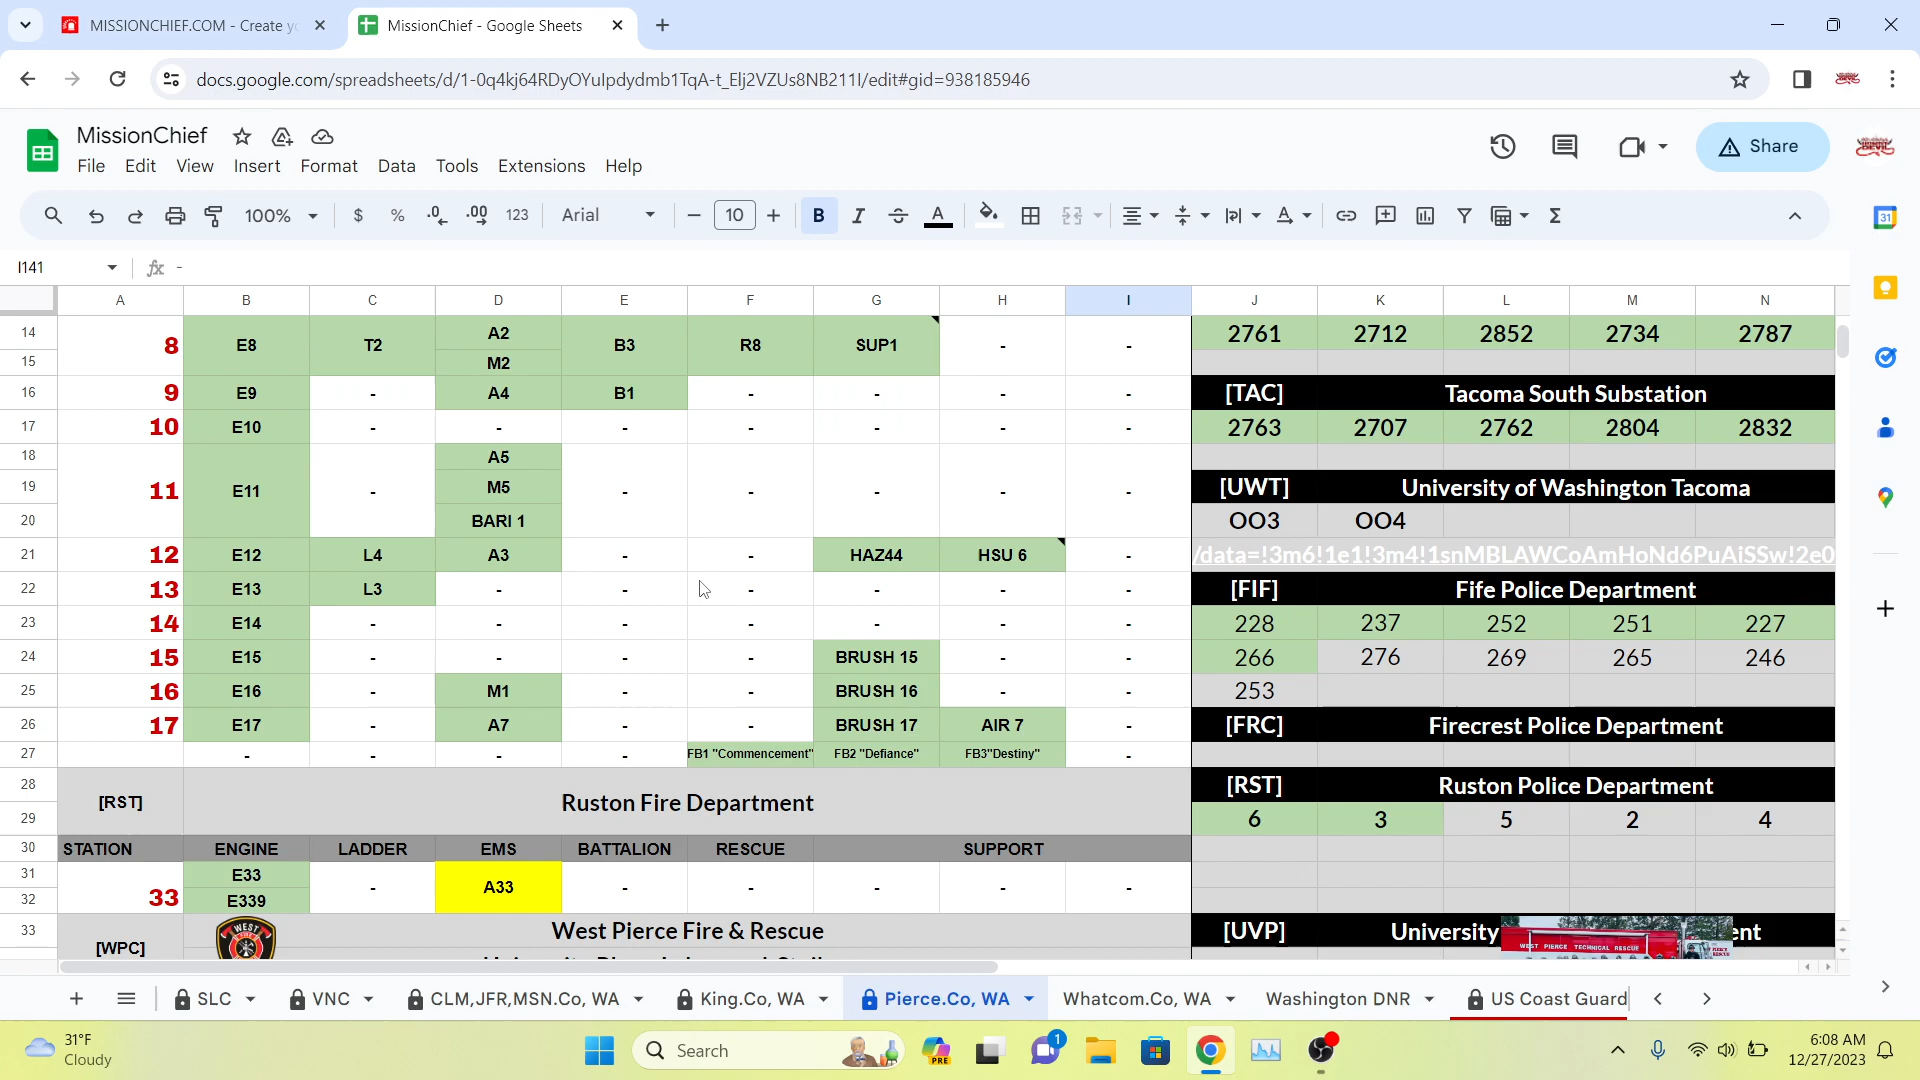 MISSIONCHIEF.COM - Create yo
MissionChief - Google Sheets
docs.google.com/spreadsheets/d/1-0q4kj64RDyOYuIpdydmb1TqA-t_Elj2VZUs8NB211I/edit#gid=938185946
MissionChief
File Edit View Insert Format Data Tools Extensions Help
Share
100% $ % .0 .00 123 Arial 10 B I A
I141 fx -
A B C D E F G H I J K L M N
14 15 8 E8 T2 A2 M2 B3 R8 SUP1 - - 2761 2712 2852 2734 2787
16 9 E9 - A4 B1 - - - - [TAC] Tacoma South Substation
17 10 E10 - - - - - - - 2763 2707 2762 2804 2832
18 A5
19 11 E11 - M5 - - - - - [UWT] University of Washington Tacoma
20 BARI 1 OO3 OO4
21 12 E12 L4 A3 - - HAZ44 HSU 6 - /data=!3m6!1e1!3m4!1snMBLAWCoAmHoNd6PuAiSSw!2e0
22 13 E13 L3 - - - - - - [FIF] Fife Police Department
23 14 E14 - - - - - - - 228 237 252 251 227
24 15 E15 - - - - BRUSH 15 - - 266 276 269 265 246
25 16 E16 - M1 - - BRUSH 16 - - 253
26 17 E17 - A7 - - BRUSH 17 AIR 7 - [FRC] Firecrest Police Department
27 - - - - FB1 "Commencement" FB2 "Defiance" FB3"Destiny" -
28 [RST] Ruston Fire Department [RST] Ruston Police Department
29 6 3 5 2 4
30 STATION ENGINE LADDER EMS BATTALION RESCUE SUPPORT
31 E33
32 33 E339 - A33 - - - - -
33 [WPC] WEST West Pierce Fire & Rescue [UVP] University nt
WEST PIERCE TECHNICAL RESCUE
SLC VNC CLM,JFR,MSN.Co, WA King.Co, WA Pierce.Co, WA Whatcom.Co, WA Washington DNR US Coast Guard
31°F
Cloudy
Search
PRE
1
6:08 AM
12/27/2023
31